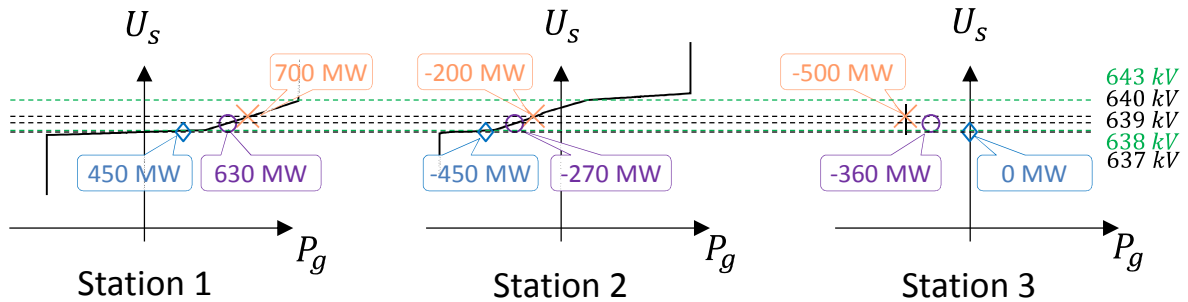 U_s
U_s
U_s
700 MW
-200 MW
-500 MW
643 kV
640 kV
639 kV
638 kV
637 kV
450 MW
630 MW
-450 MW
-270 MW
-360 MW
0 MW
P_g
P_g
P_g
Station 1
Station 2
Station 3